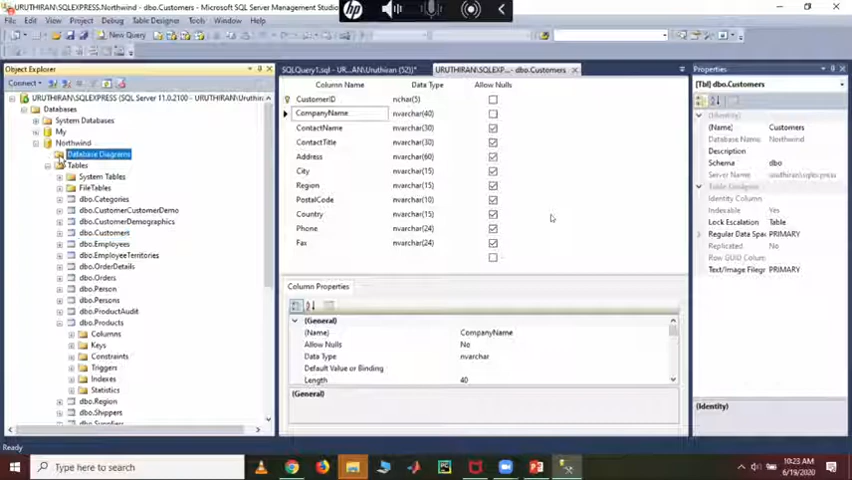 URUTHIRAN\SQLEXPRESS.Northwind - dbo.Customers - Microsoft SQL Server Management Studio
File Edit View Project Debug Table Designer Tools Window Help
New Query
Object Explorer
Connect
URUTHIRAN\SQLEXPRESS (SQL Server 11.0.2100 - URUTHIRAN\Uruthiran
Databases
System Databases
My
Northwind
Database Diagrams
Tables
System Tables
FileTables
dbo.Categories
dbo.CustomerCustomerDemo
dbo.CustomerDemographics
dbo.Customers
dbo.Employees
dbo.EmployeeTerritories
dbo.OrderDetails
dbo.Orders
dbo.Person
dbo.Persons
dbo.ProductAudit
dbo.Products
Columns
Keys
Constraints
Triggers
Indexes
Statistics
dbo.Region
dbo.Shippers
dbo.Suppliers
SQLQuery1.sql - UR...AN\Uruthiran (52))*
URUTHIRAN\SQLEXP...- dbo.Customers
Column Name Data Type Allow Nulls
CustomerID nchar(5)
CompanyName nvarchar(40)
ContactName nvarchar(30)
ContactTitle nvarchar(30)
Address nvarchar(60)
City nvarchar(15)
Region nvarchar(15)
PostalCode nvarchar(10)
Country nvarchar(15)
Phone nvarchar(24)
Fax nvarchar(24)
Column Properties
(General)
(Name) CompanyName
Allow Nulls No
Data Type nvarchar
Default Value or Binding
Length 40
(General)
Properties
[Tbl] dbo.Customers
(Identity)
(Name) Customers
Database Name Northwind
Description
Schema dbo
Server Name uruthiran\sqlexpress
Table Designer
Identity Column
Indexable Yes
Lock Escalation Table
Regular Data Spac PRIMARY
Replicated No
Row GUID Column
Text/Image Filegr PRIMARY
(Identity)
Ready
Type here to search
10:23 AM
6/19/2020